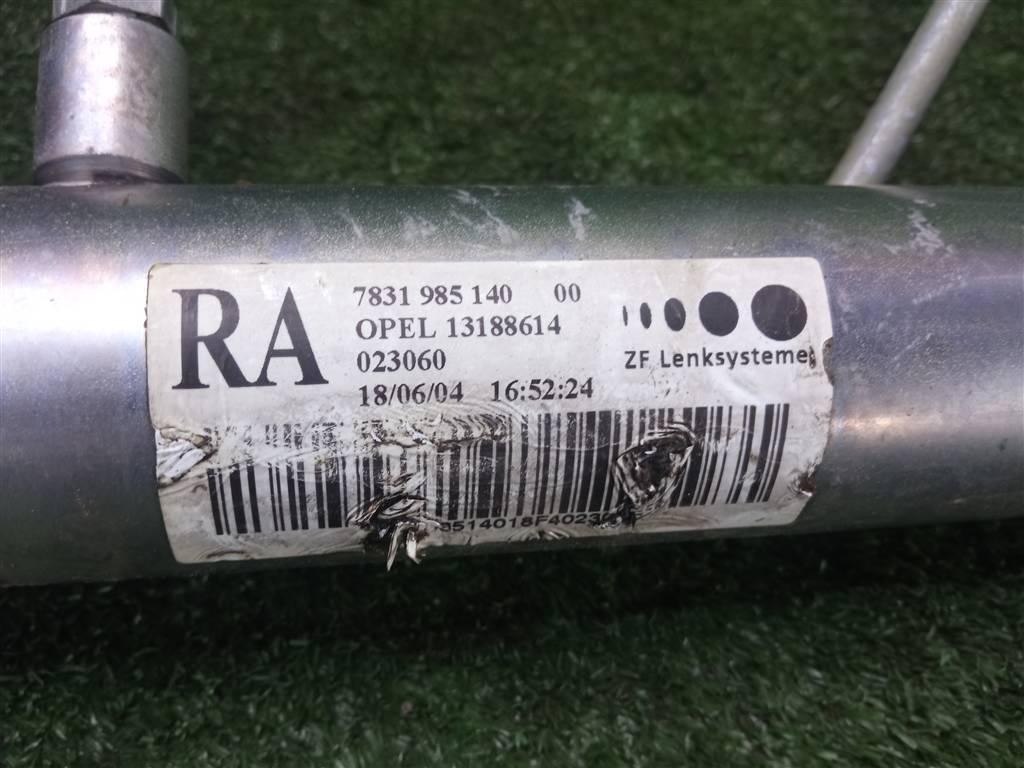 RA
7831 985 140 00
OPEL 13188614
023060
18/06/04 16:52:24
ZF Lenksysteme